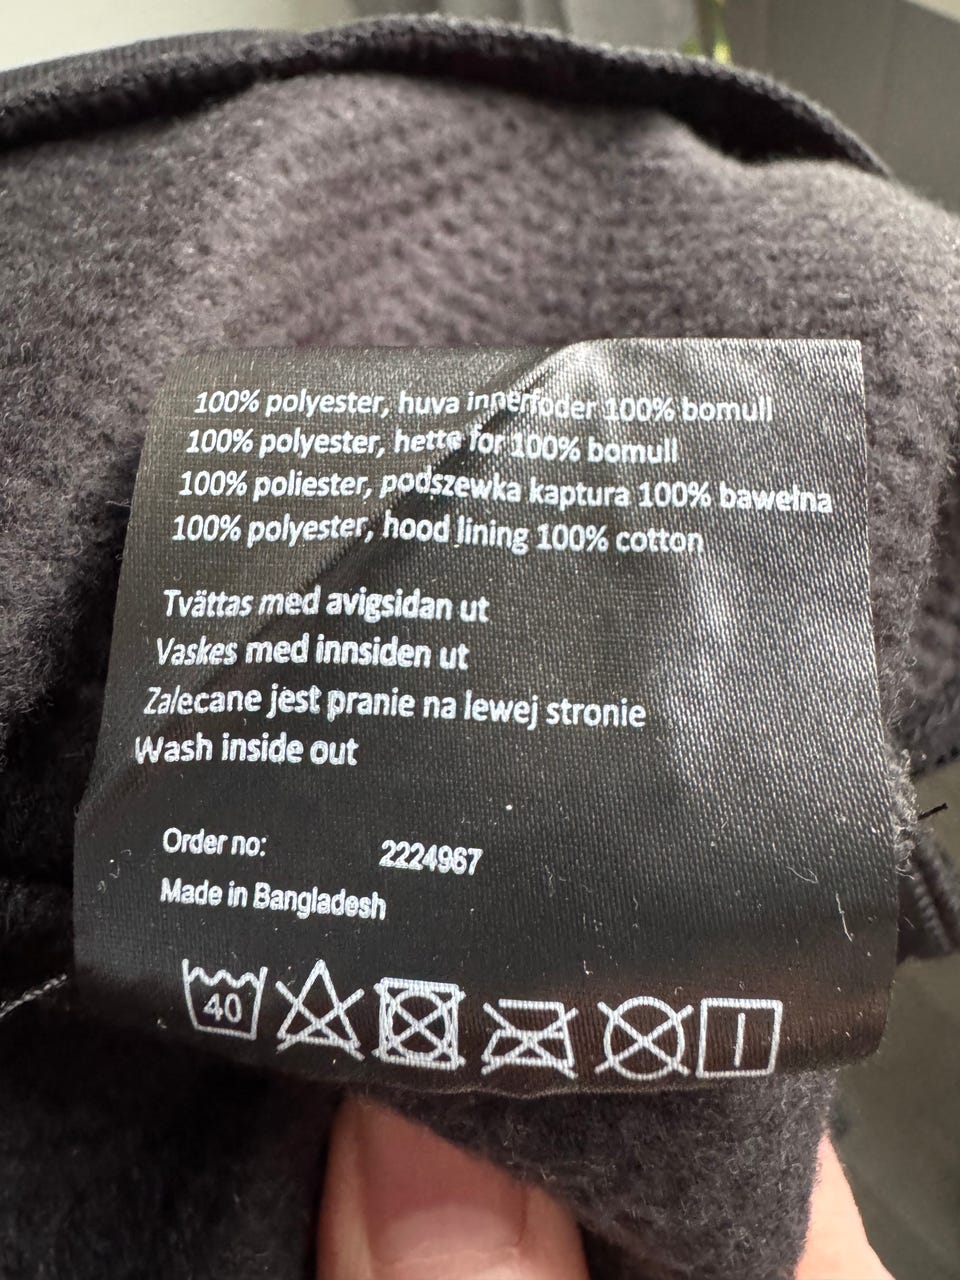 100% polyester, huva innerfoder 100% bomull
100% polyester, hette for 100% bomull
100% poliester, podszewka kaptura 100% bawełna
100% polyester, hood lining 100% cotton
Tvättas med avigsidan ut
Vaskes med innsiden ut
Zalecane jest pranie na lewej stronie
Wash inside out
Order no: 2224967
Made in Bangladesh
40